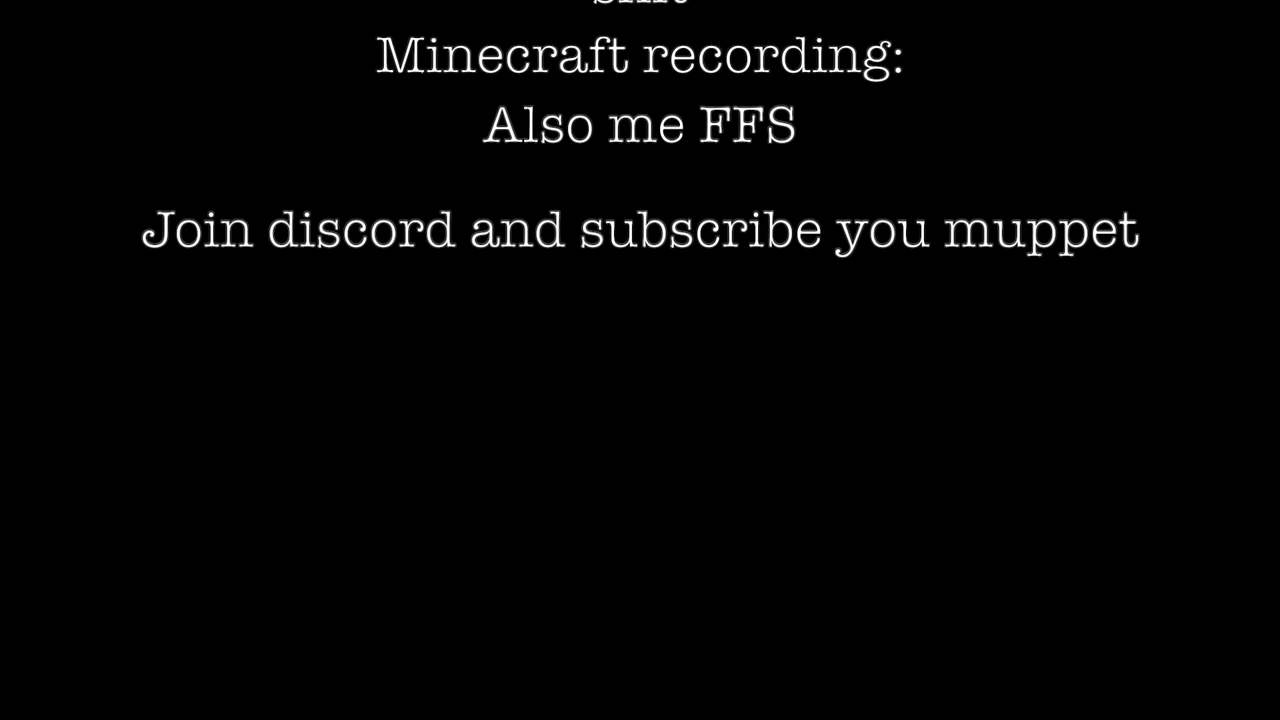 Minecraft recording:
Also me FFS
Join discord and subscribe you muppet